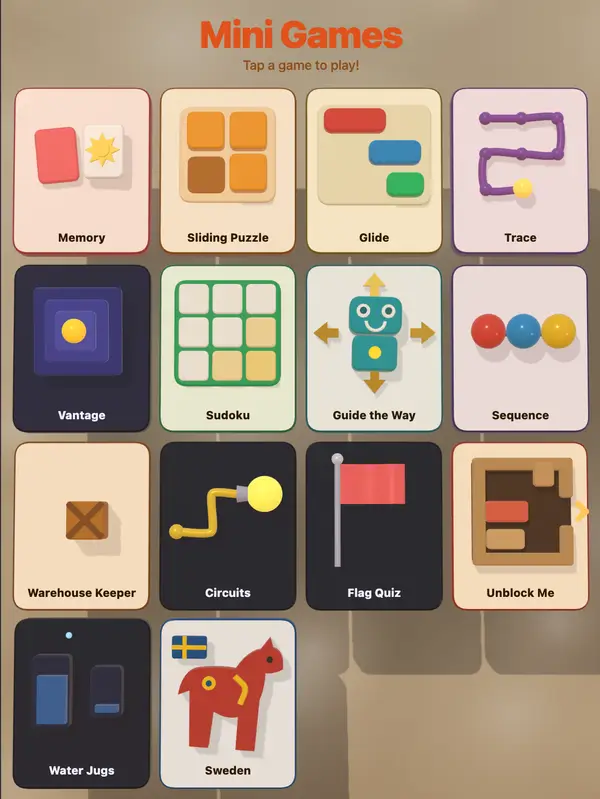 Mini Games
Tap a game to play!
Memory
Sliding Puzzle
Glide
Trace
Vantage
Sudoku
Guide the Way
Sequence
Warehouse Keeper
Circuits
Flag Quiz
Unblock Me
Water Jugs
Sweden